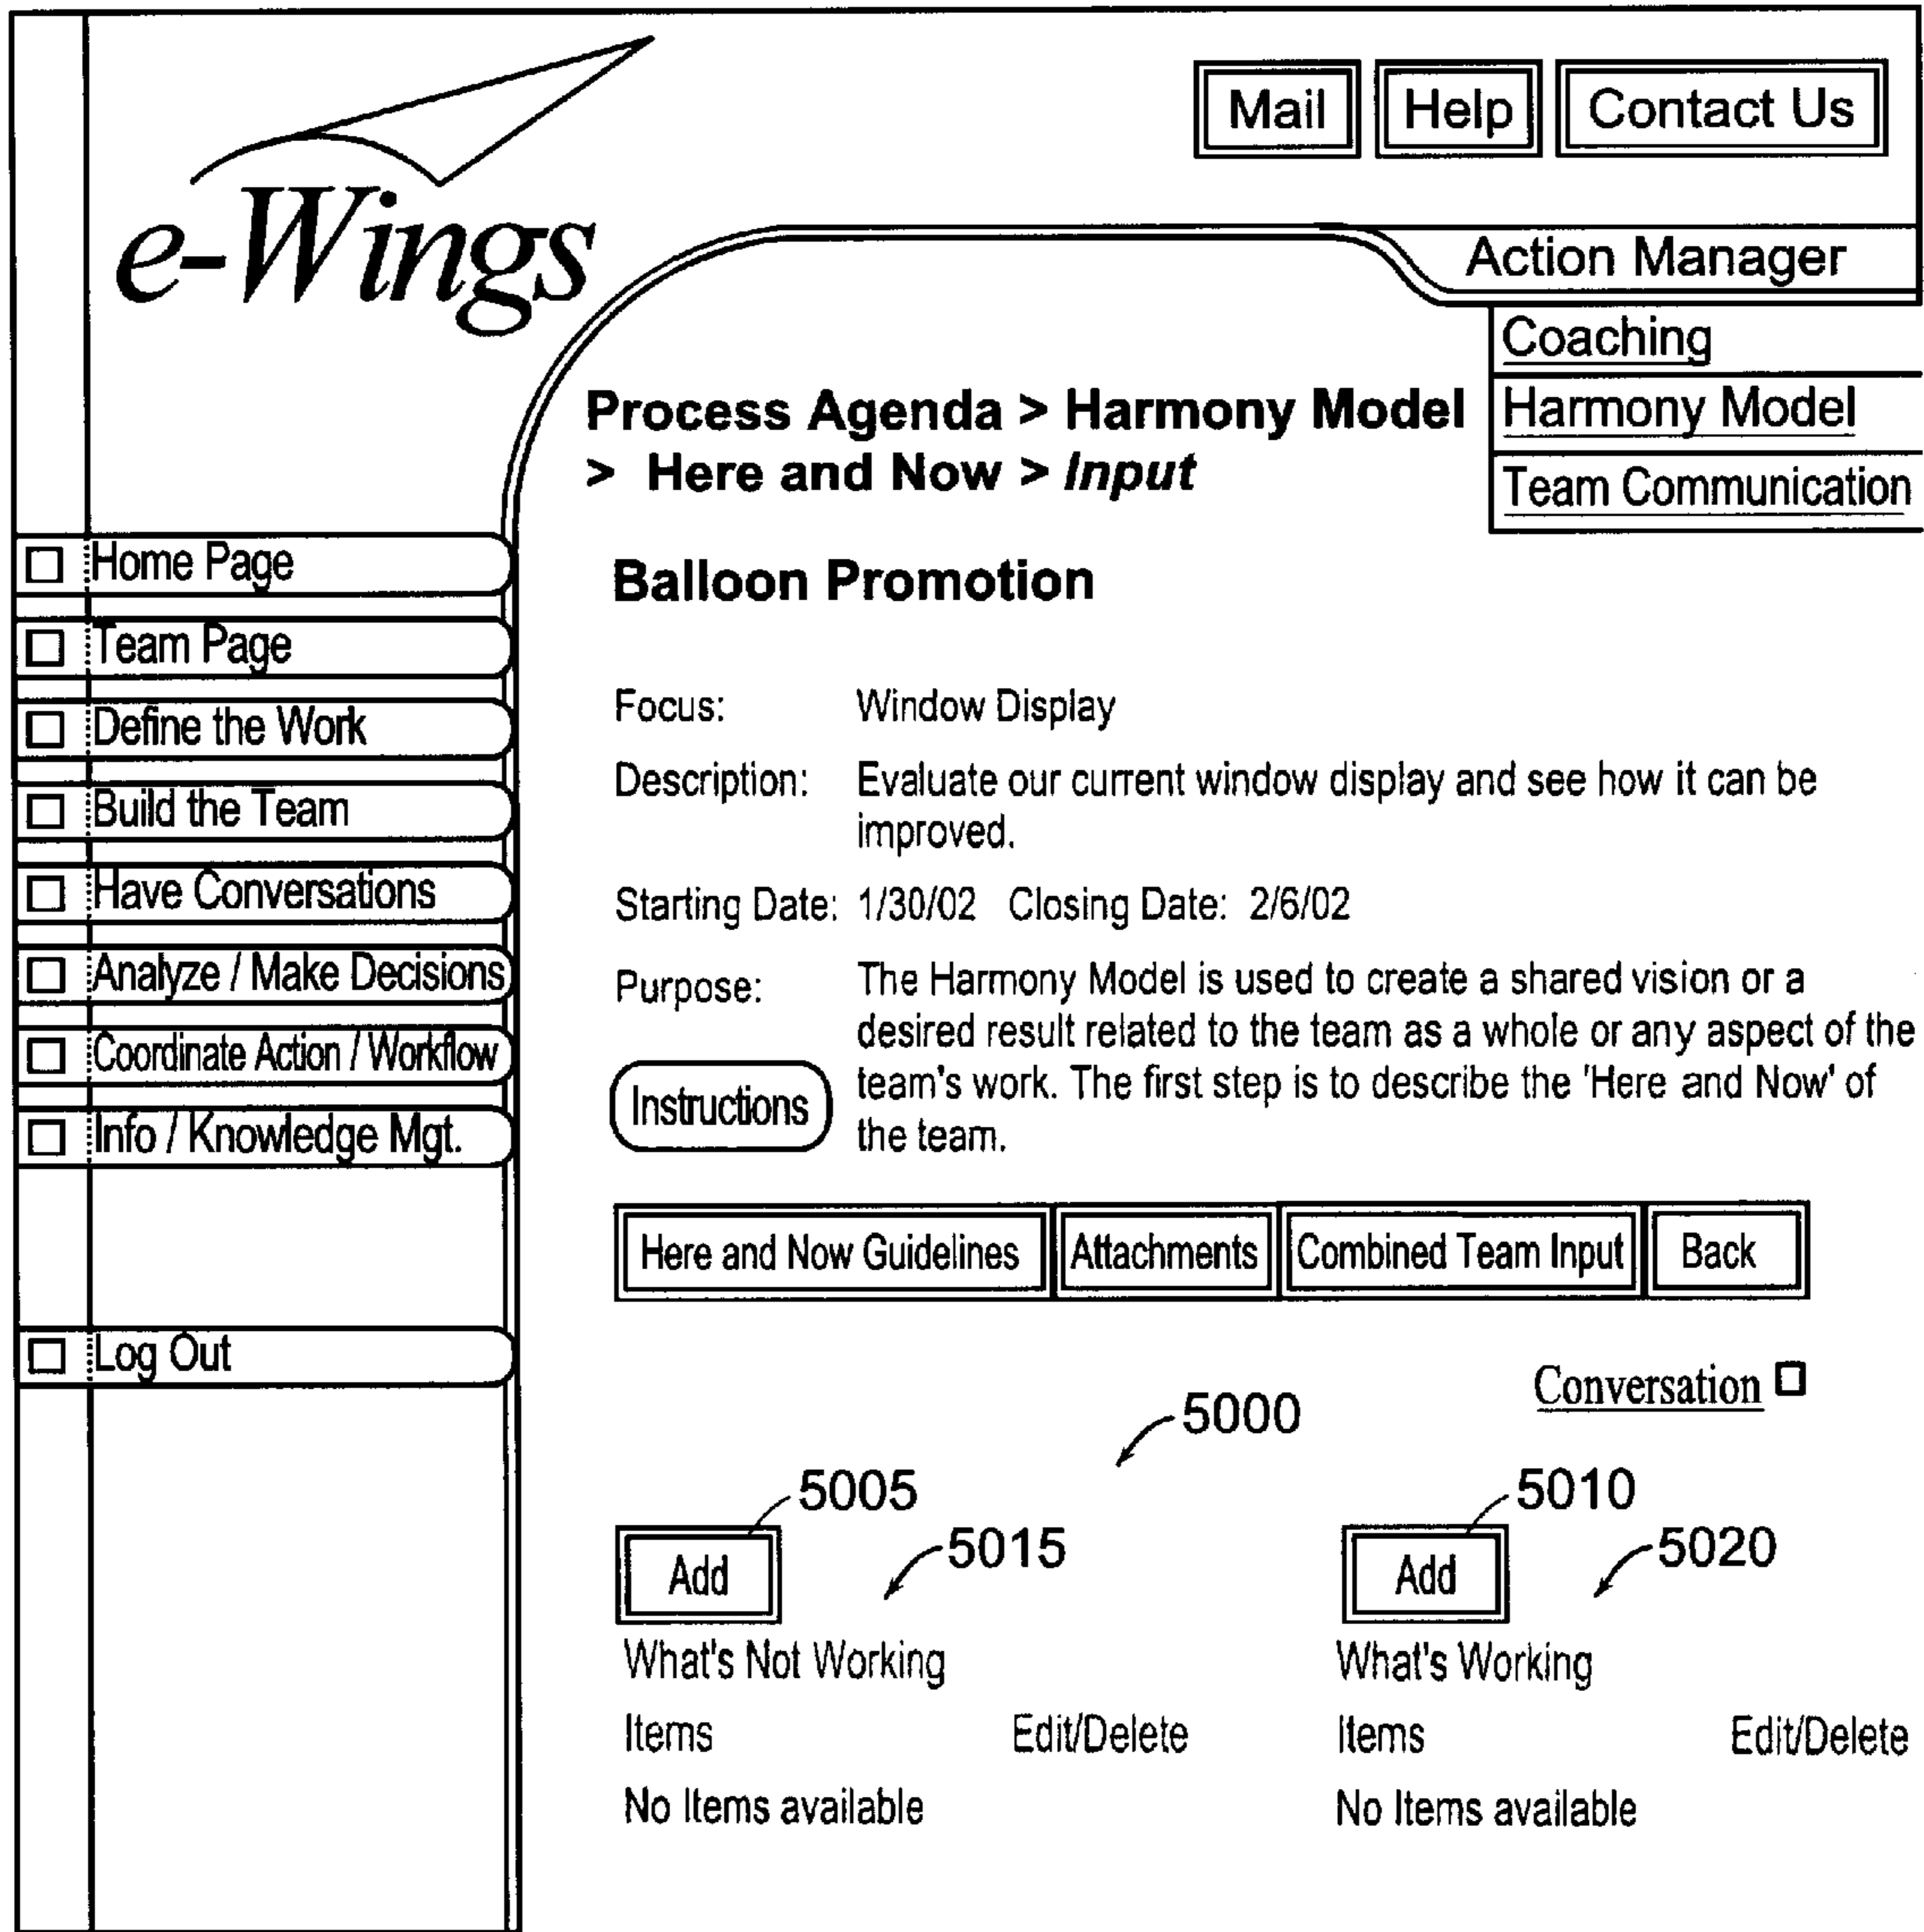 Mail Help Contact Us
e-Wings
Action Manager
Coaching
Harmony Model
Team Communication
Process Agenda > Harmony Model
> Here and Now > Input
Home Page
Team Page
Define the Work
Build the Team
Have Conversations
Analyze / Make Decisions
Coordinate Action / Workflow
Info / Knowledge Mgt.
Log Out
Balloon Promotion
Focus: Window Display
Description: Evaluate our current window display and see how it can be
improved.
Starting Date: 1/30/02 Closing Date: 2/6/02
Purpose: The Harmony Model is used to create a shared vision or a
desired result related to the team as a whole or any aspect of the
team's work. The first step is to describe the 'Here and Now' of
the team.
Instructions
Here and Now Guidelines Attachments Combined Team Input Back
Conversation
5000
5005 5010
Add 5015 Add 5020
What's Not Working What's Working
Items Edit/Delete Items Edit/Delete
No Items available No Items available